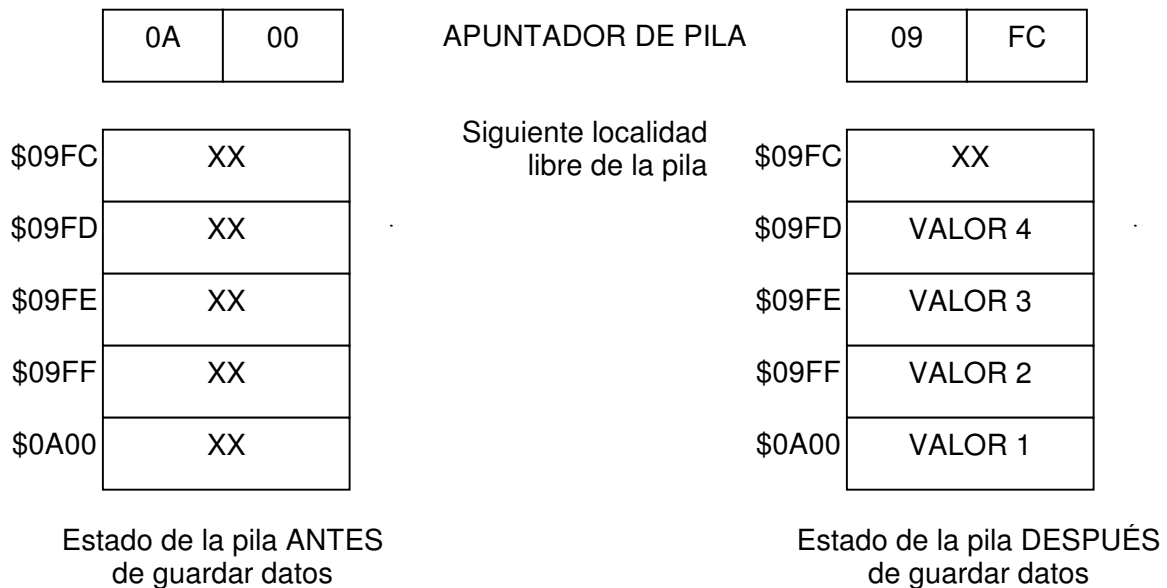 0A 00 APUNTADOR DE PILA 09 FC
Siguiente localidad
libre de la pila
$09FC XX $09FC XX
$09FD XX $09FD VALOR 4
$09FE XX $09FE VALOR 3
$09FF XX $09FF VALOR 2
$0A00 XX $0A00 VALOR 1
Estado de la pila ANTES
de guardar datos
Estado de la pila DESPUÉS
de guardar datos